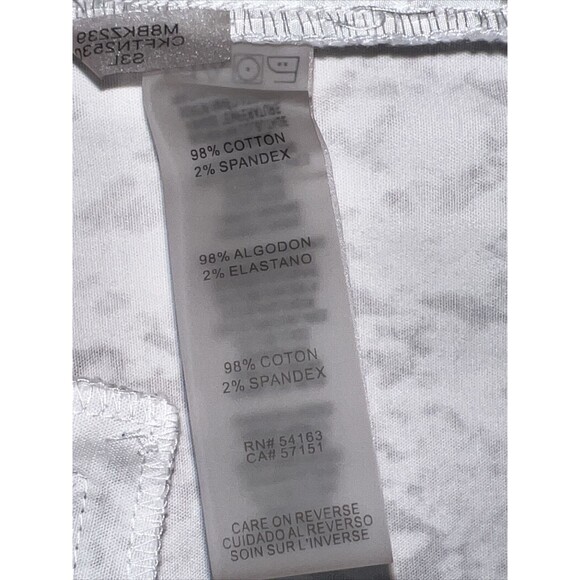 M8BKZ239
S3L
98% COTTON
2% SPANDEX
98% ALGODON
2% ELASTANO
98% COTON
2% SPANDEX
RN# 54163
CA# 57151
CARE ON REVERSE
CUIDADO AL REVERSO
SOIN SUR L'INVERSE